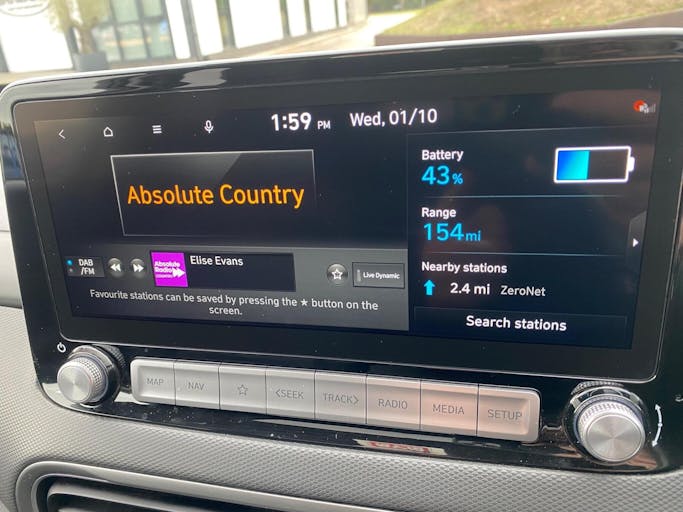 1:59 PM Wed, 01/10
Absolute Country
DAB
/FM
Absolute
Radio
Elise Evans
Live Dynamic
Favourite stations can be saved by pressing the ★ button on the
screen.
Battery
43%
Range
154mi
Nearby stations
2.4 mi ZeroNet
Search stations
MAP
NAV
☆
<SEEK
TRACK>
RADIO
MEDIA
SETUP